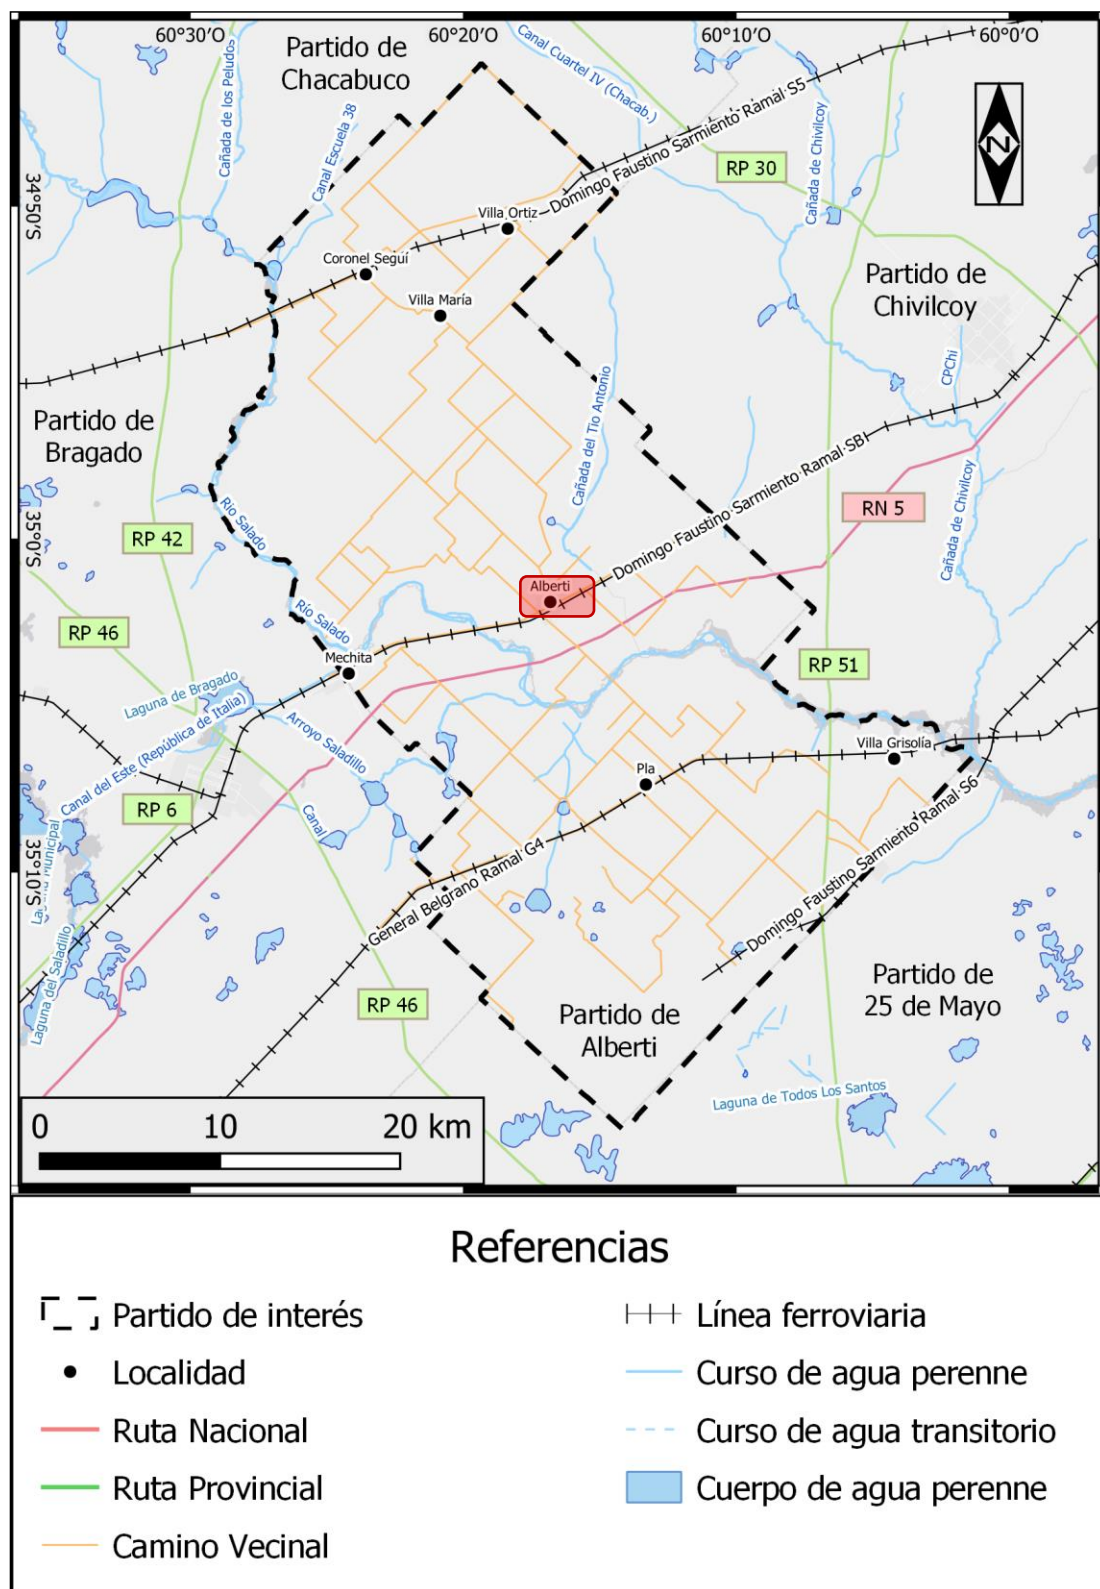 60°30′O
60°20′O
60°10′O
60°0′O
Partido de
Chacabuco
Canal Cuartel IV (Chacab.)
Cañada de los Peludos
Canal Escuela 38
Domingo Faustino Sarmiento Ramal S5
Cañada de Chivilcoy
RP 30
N
34°50′S
Villa Ortiz
Coronel Seguí
Villa María
Partido de
Chivilcoy
CPChi
Partido de
Bragado
Cañada del Tio Antonio
Domingo Faustino Sarmiento Ramal SBI
RN 5
Cañada de Chivilcoy
Río Salado
RP 42
35°0′S
Alberti
Río Salado
RP 46
Mechita
RP 51
Laguna de Bragado
Canal del Este (República de Italia)
Arroyo Saladillo
Villa Grisolía
Pla
RP 6
Canal
Laguna Municipal
35°10′S
General Belgrano Ramal G4
Domingo Faustino Sarmiento Ramal S6
Laguna del Saladillo
RP 46
Partido de
25 de Mayo
Partido de
Alberti
Laguna de Todos Los Santos
0 10 20 km
Referencias
Partido de interés
Línea ferroviaria
Localidad
Curso de agua perenne
Ruta Nacional
Curso de agua transitorio
Ruta Provincial
Cuerpo de agua perenne
Camino Vecinal